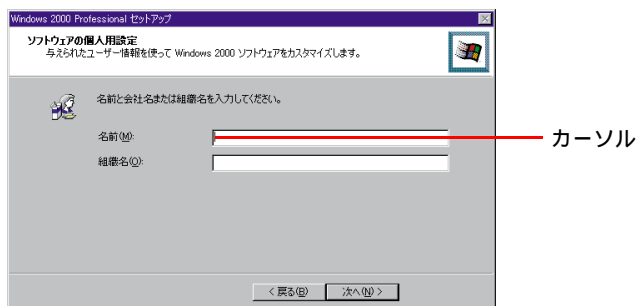 Windows 2000 Professional セットアップ
ソフトウェアの個人用設定
与えられたユーザー情報を使って Windows 2000 ソフトウェアをカスタマイズします。
名前と会社名または組織名を入力してください。
名前(M):
カーソル
組織名(O):
< 戻る(B)
次へ(N) >